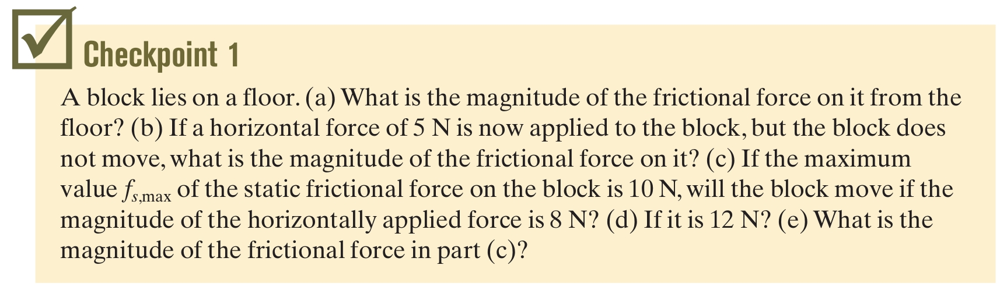 Checkpoint 1
A block lies on a floor. (a) What is the magnitude of the frictional force on it from the
floor? (b) If a horizontal force of 5 N is now applied to the block, but the block does
not move, what is the magnitude of the frictional force on it? (c) If the maximum
value fs,max of the static frictional force on the block is 10 N, will the block move if the
magnitude of the horizontally applied force is 8 N? (d) If it is 12 N? (e) What is the
magnitude of the frictional force in part (c)?